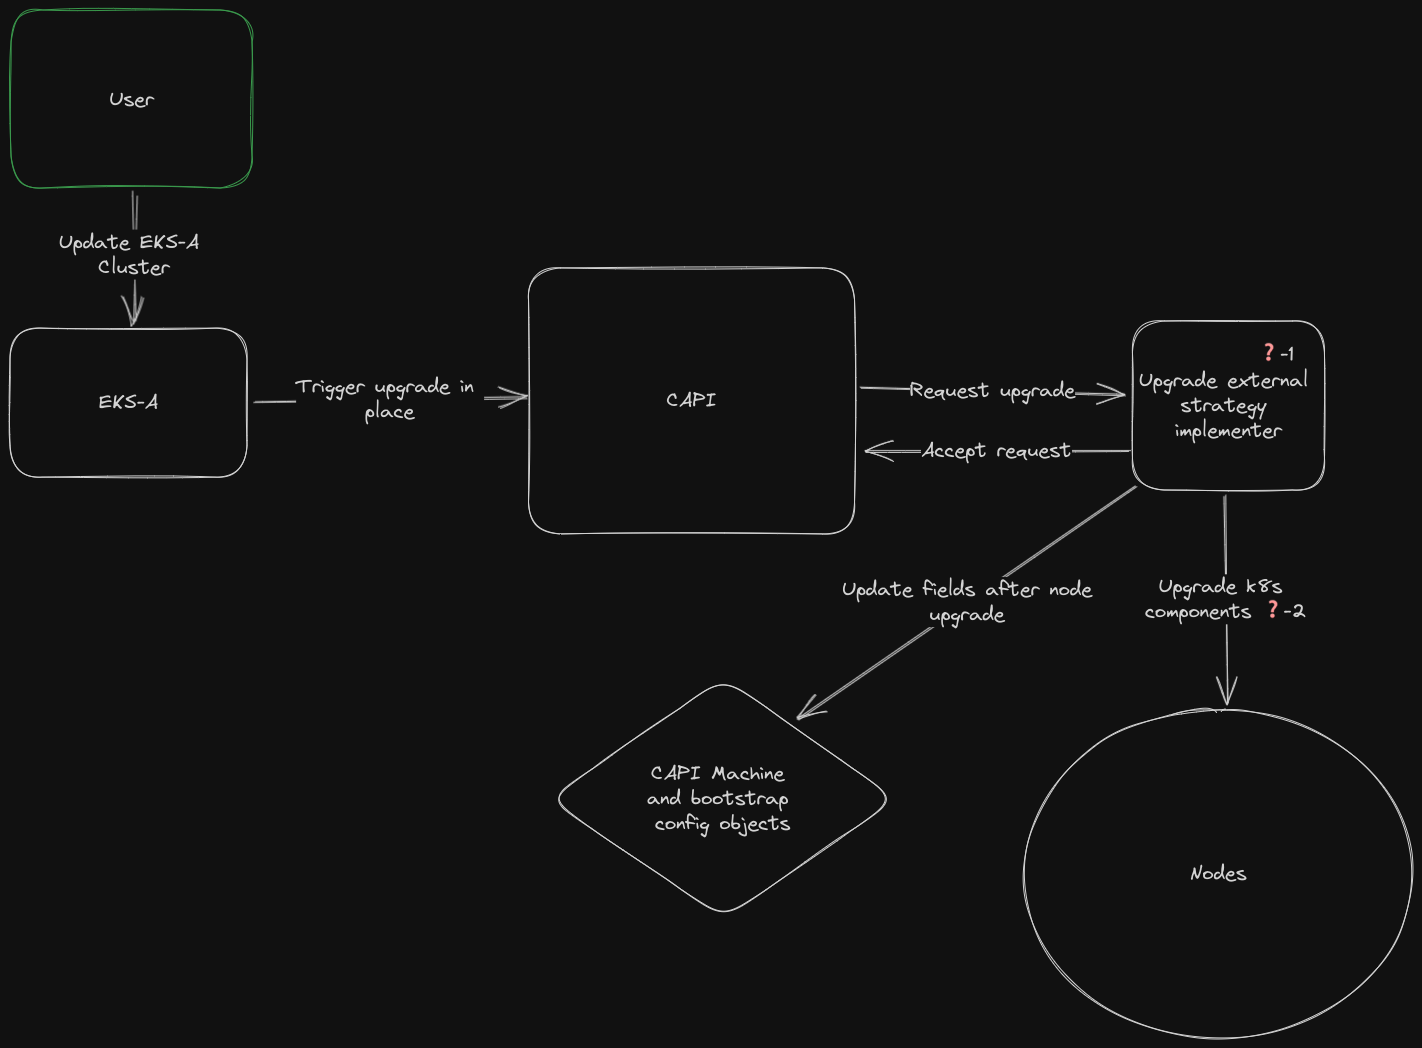 User
Update EKS-A
Cluster
EKS-A
Trigger upgrade in
place
CAPI
Request upgrade
Accept request
? -1
Upgrade external
strategy
implementer
Update fields after node
upgrade
Upgrade k8s
components ? -2
CAPI Machine
and bootstrap
config objects
Nodes